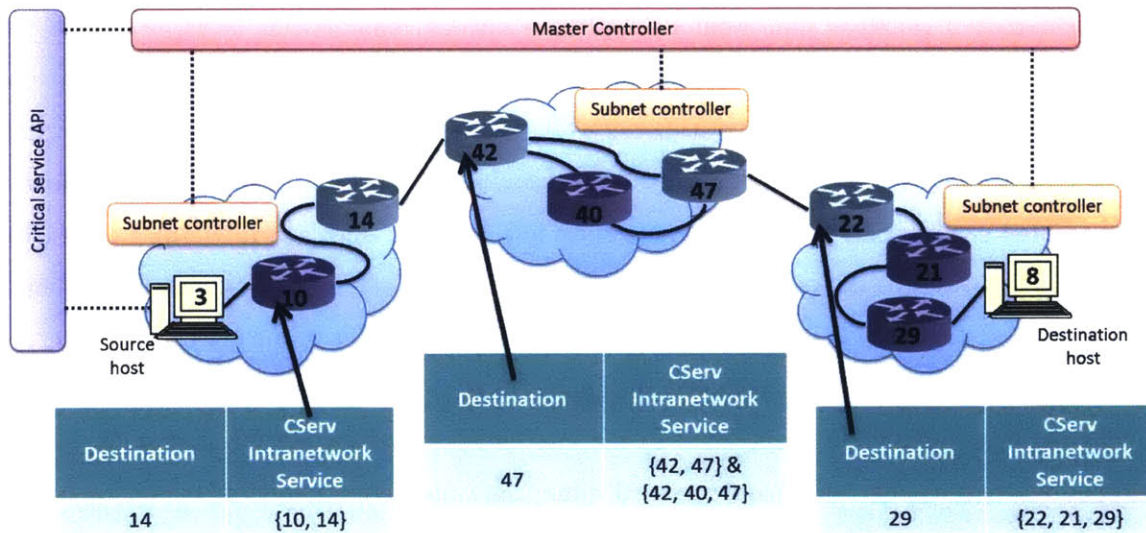 Master Controller
Critical service API
Subnet controller
42
47
40
Subnet controller
14
10
3
Source
host
22
Subnet controller
21
8
29
Destination
host
Destination
CServ
Intranetwork
Service
14
{10, 14}
Destination
CServ
Intranetwork
Service
47
{42, 47} &
{42, 40, 47}
Destination
CServ
Intranetwork
Service
29
{22, 21, 29}